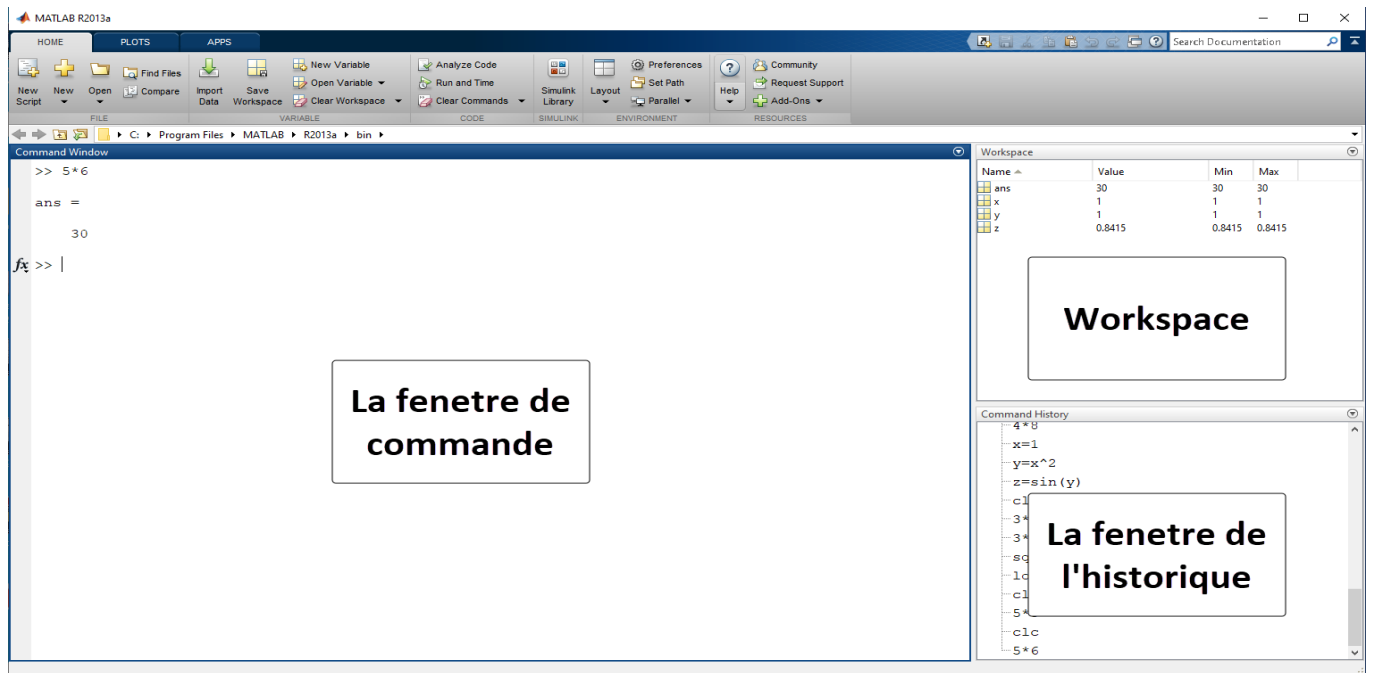 MATLAB R2013a
HOME PLOTS APPS
Search Documentation
New Script
New
Open
Find Files
Compare
Import Data
Save Workspace
New Variable
Open Variable
Clear Workspace
Analyze Code
Run and Time
Clear Commands
Simulink Library
Layout
Preferences
Set Path
Parallel
Help
Community
Request Support
Add-Ons
FILE VARIABLE CODE SIMULINK ENVIRONMENT RESOURCES
C: Program Files MATLAB R2013a bin
Command Window
>> 5*6
ans =
30
fx >>
La fenetre de
commande
Workspace
Name Value Min Max
ans 30 30 30
x 1 1 1
y 1 1 1
z 0.8415 0.8415 0.8415
Workspace
Command History
4*8
x=1
y=x^2
z=sin(y)
La fenetre de
l'historique
clc
5*6